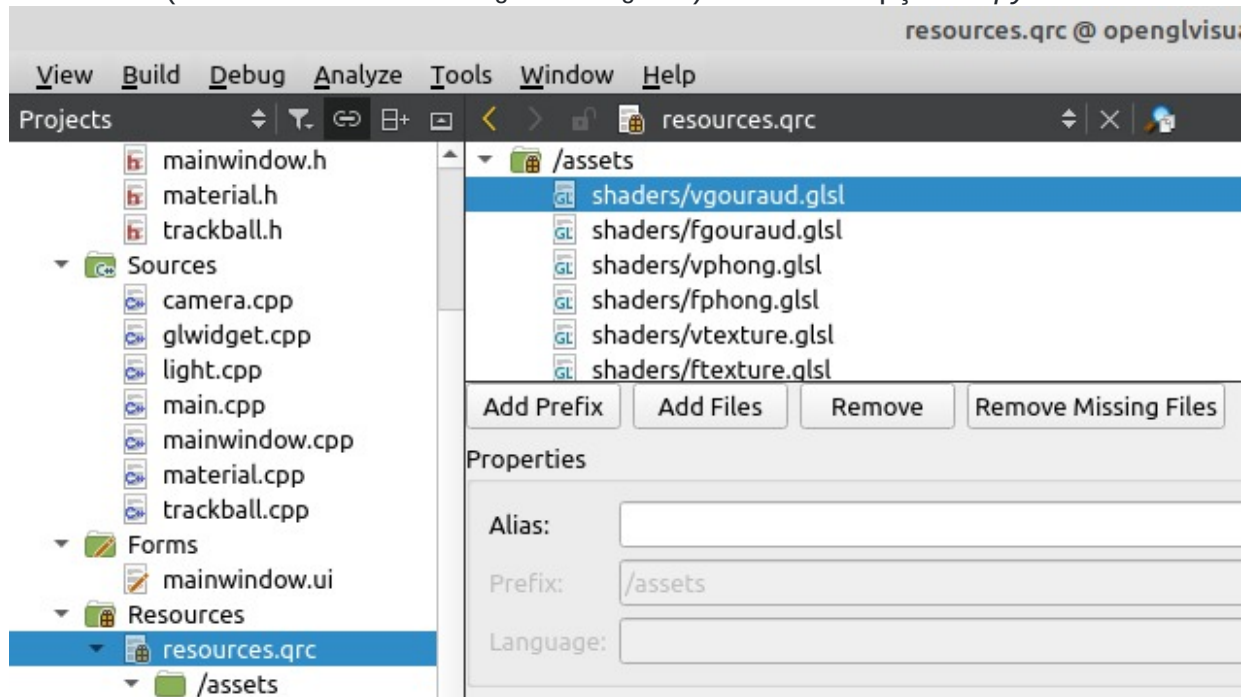 resources.qrc @ openglvisua
View Build Debug Analyze Tools Window Help
Projects
resources.qrc
mainwindow.h
material.h
trackball.h
Sources
camera.cpp
glwidget.cpp
light.cpp
main.cpp
mainwindow.cpp
material.cpp
trackball.cpp
Forms
mainwindow.ui
Resources
resources.qrc
/assets
/assets
shaders/vgouraud.glsl
shaders/fgouraud.glsl
shaders/vphong.glsl
shaders/fphong.glsl
shaders/vtexture.glsl
shaders/ftexture.glsl
Add Prefix Add Files Remove Remove Missing Files
Properties
Alias:
Prefix: /assets
Language: